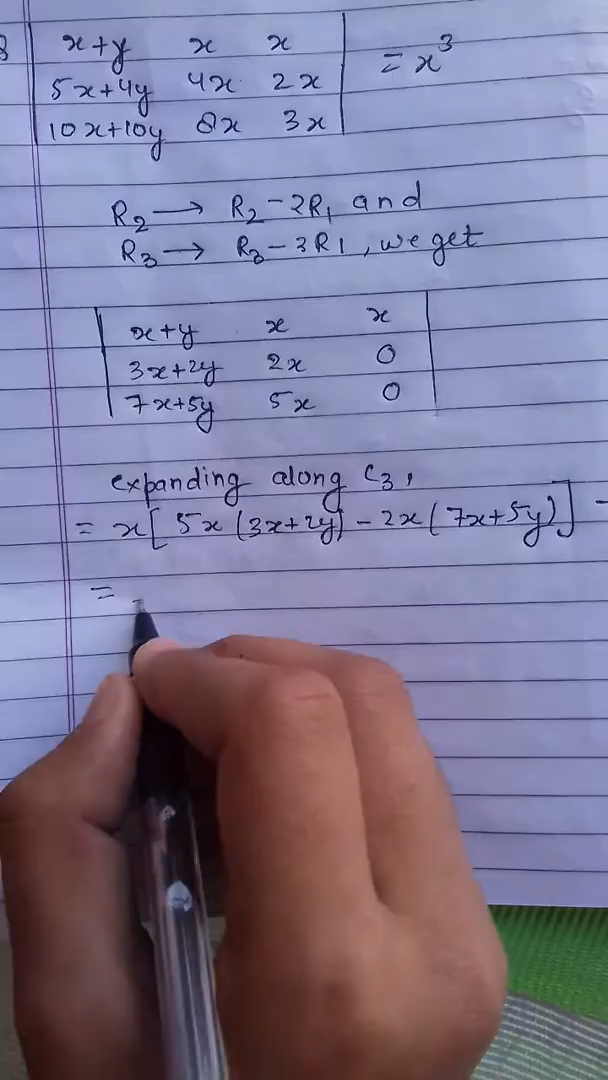 8 | x+y x x | = x³
| 5x+4y 4x 2x |
| 10x+10y 8x 3x |
R₂ → R₂-2R₁ and
R₃ → R₃-3R₁, we get
| x+y x x |
| 3x+2y 2x 0 |
| 7x+5y 5x 0 |
expanding along C₃,
= x[ 5x (3x+2y) - 2x (7x+5y)] -
=